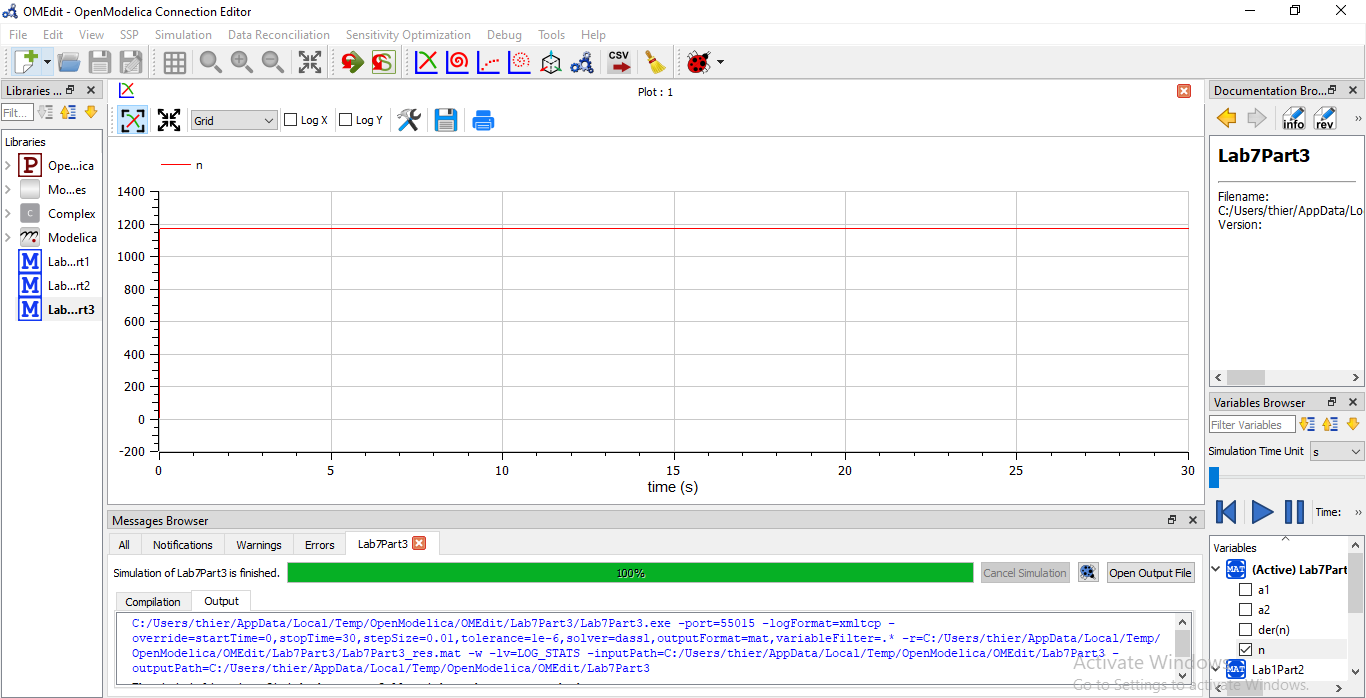 OMEdit - OpenModelica Connection Editor
File Edit View SSP Simulation Data Reconciliation Sensitivity Optimization Debug Tools Help
CSV
Libraries ...
Plot : 1
Documentation Bro...
Filt...
Grid
Log X
Log Y
info
rev
»
Libraries
P Ope...ica
Mo...es
C Complex
Modelica
M Lab...rt1
M Lab...rt2
M Lab...rt3
n
1400
1200
1000
800
600
400
200
0
-200
0 5 10 15 20 25 30
time (s)
Lab7Part3
Filename:
C:/Users/thier/AppData/Lo
Version:
Variables Browser
Filter Variables
Simulation Time Unit s
Time: »
Variables
MAT (Active) Lab7Part
a1
a2
der(n)
n
MAT Lab1Part2
Messages Browser
All Notifications Warnings Errors Lab7Part3
Simulation of Lab7Part3 is finished. 100% Cancel Simulation Open Output File
Compilation Output
C:/Users/thier/AppData/Local/Temp/OpenModelica/OMEdit/Lab7Part3/Lab7Part3.exe -port=55015 -logFormat=xmltcp -
override=startTime=0,stopTime=30,stepSize=0.01,tolerance=1e-6,solver=dassl,outputFormat=mat,variableFilter=.* -r=C:/Users/thier/AppData/Local/Temp/
OpenModelica/OMEdit/Lab7Part3/Lab7Part3_res.mat -w -lv=LOG_STATS -inputPath=C:/Users/thier/AppData/Local/Temp/OpenModelica/OMEdit/Lab7Part3 -
outputPath=C:/Users/thier/AppData/Local/Temp/OpenModelica/OMEdit/Lab7Part3
Activate Windows
Go to Settings to activate Windows.